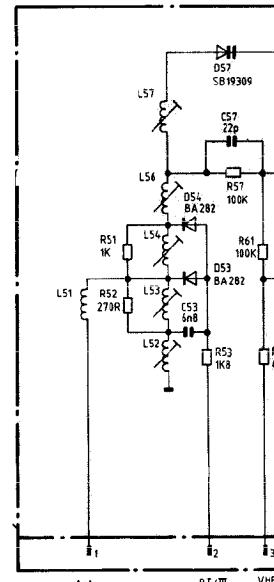 D57
SB19309
L57
C57
22p
L56
R57
100K
D54
BA282
R51
1K
L54
R61
100K
D53
BA282
L51
R52
270R
L53
C53
6n8
L52
R53
1K8
1
2
3